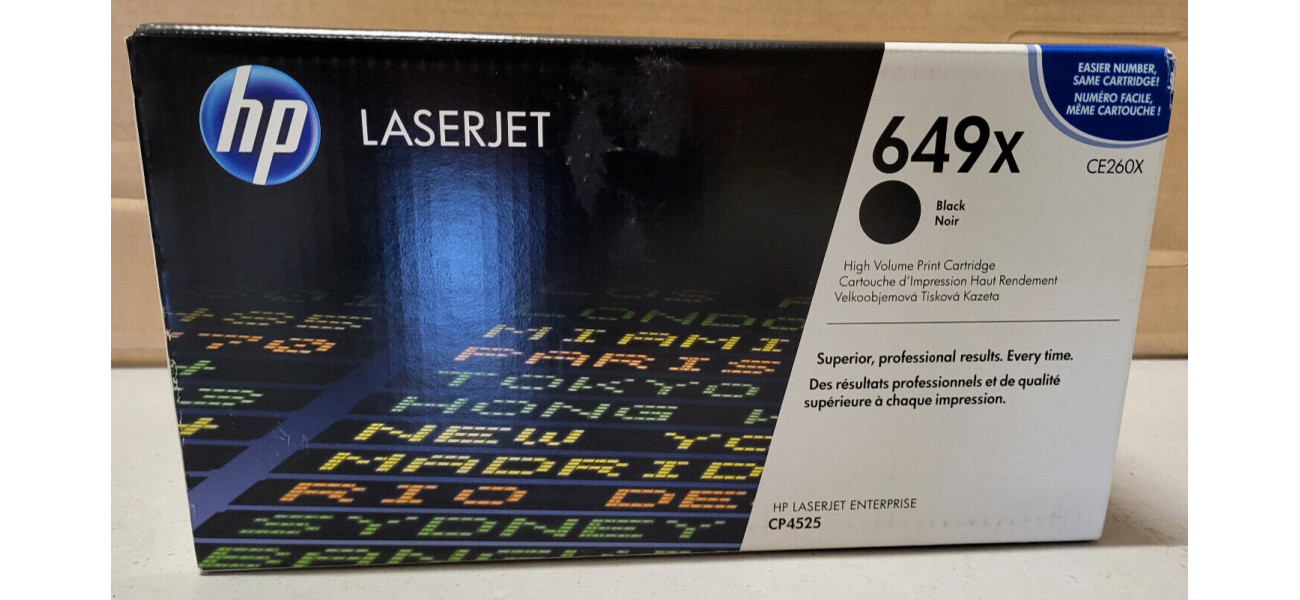 hp
LASERJET
EASIER NUMBER,
SAME CARTRIDGE!
NUMÉRO FACILE,
MÊME CARTOUCHE !
649X
CE260X
Black
Noir
High Volume Print Cartridge
Cartouche d'Impression Haut Rendement
Velkoobjemová Tisková Kazeta
Superior, professional results. Every time.
Des résultats professionnels et de qualité
supérieure à chaque impression.
HP LASERJET ENTERPRISE
CP4525
MIAMI
PARIS
TOKYO
HONG
NEW YO
MADRID
RIO DE
SYDNEY